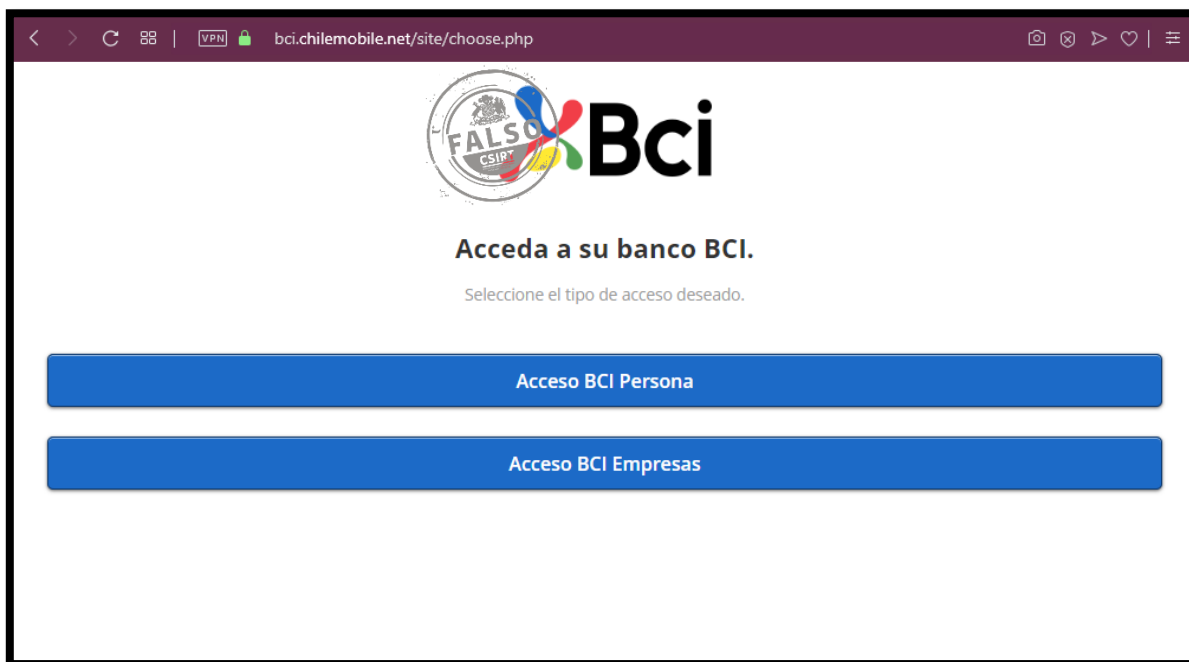 VPN bci.chilemobile.net/site/choose.php
FALSO
CSIRT
Bci
Acceda a su banco BCI.
Seleccione el tipo de acceso deseado.
Acceso BCI Persona
Acceso BCI Empresas